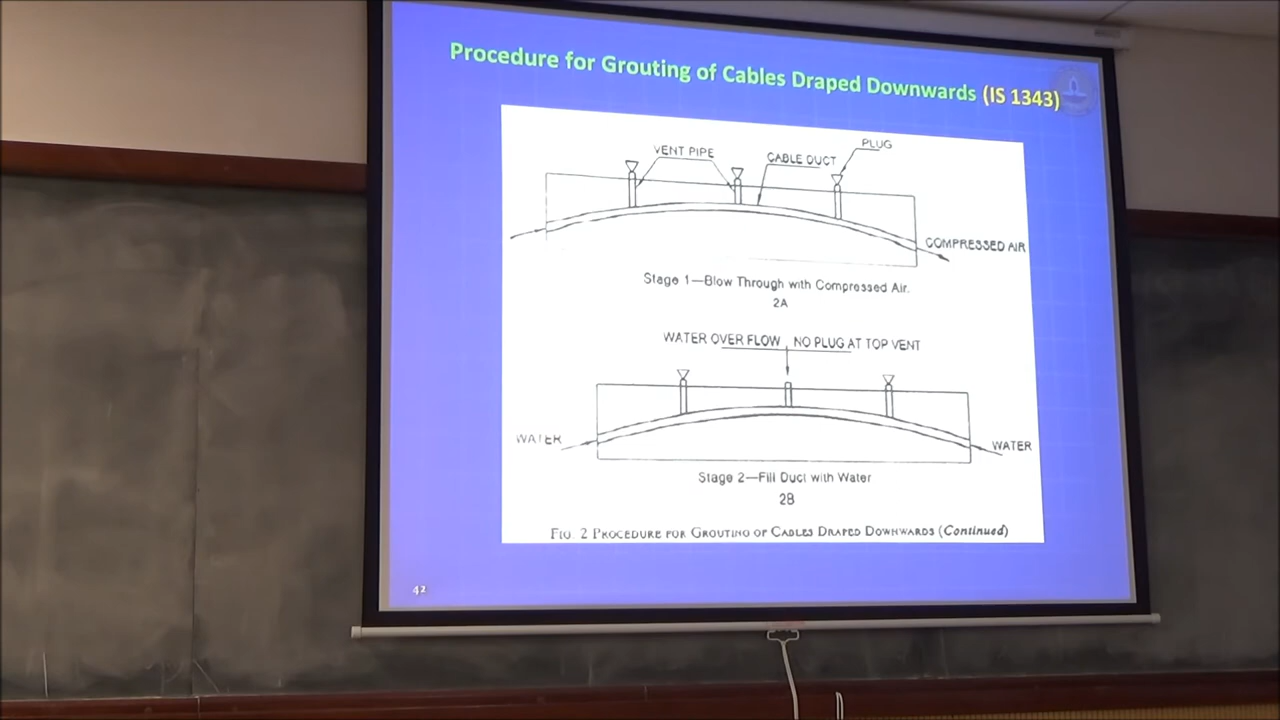 Procedure for Grouting of Cables Draped Downwards (IS 1343)
VENT PIPE
CABLE DUCT
PLUG
COMPRESSED AIR
Stage 1—Blow Through with Compressed Air.
2A
WATER OVER FLOW NO PLUG AT TOP VENT
WATER
WATER
Stage 2—Fill Duct with Water
2B
FIG. 2 PROCEDURE FOR GROUTING OF CABLES DRAPED DOWNWARDS (Continued)
42